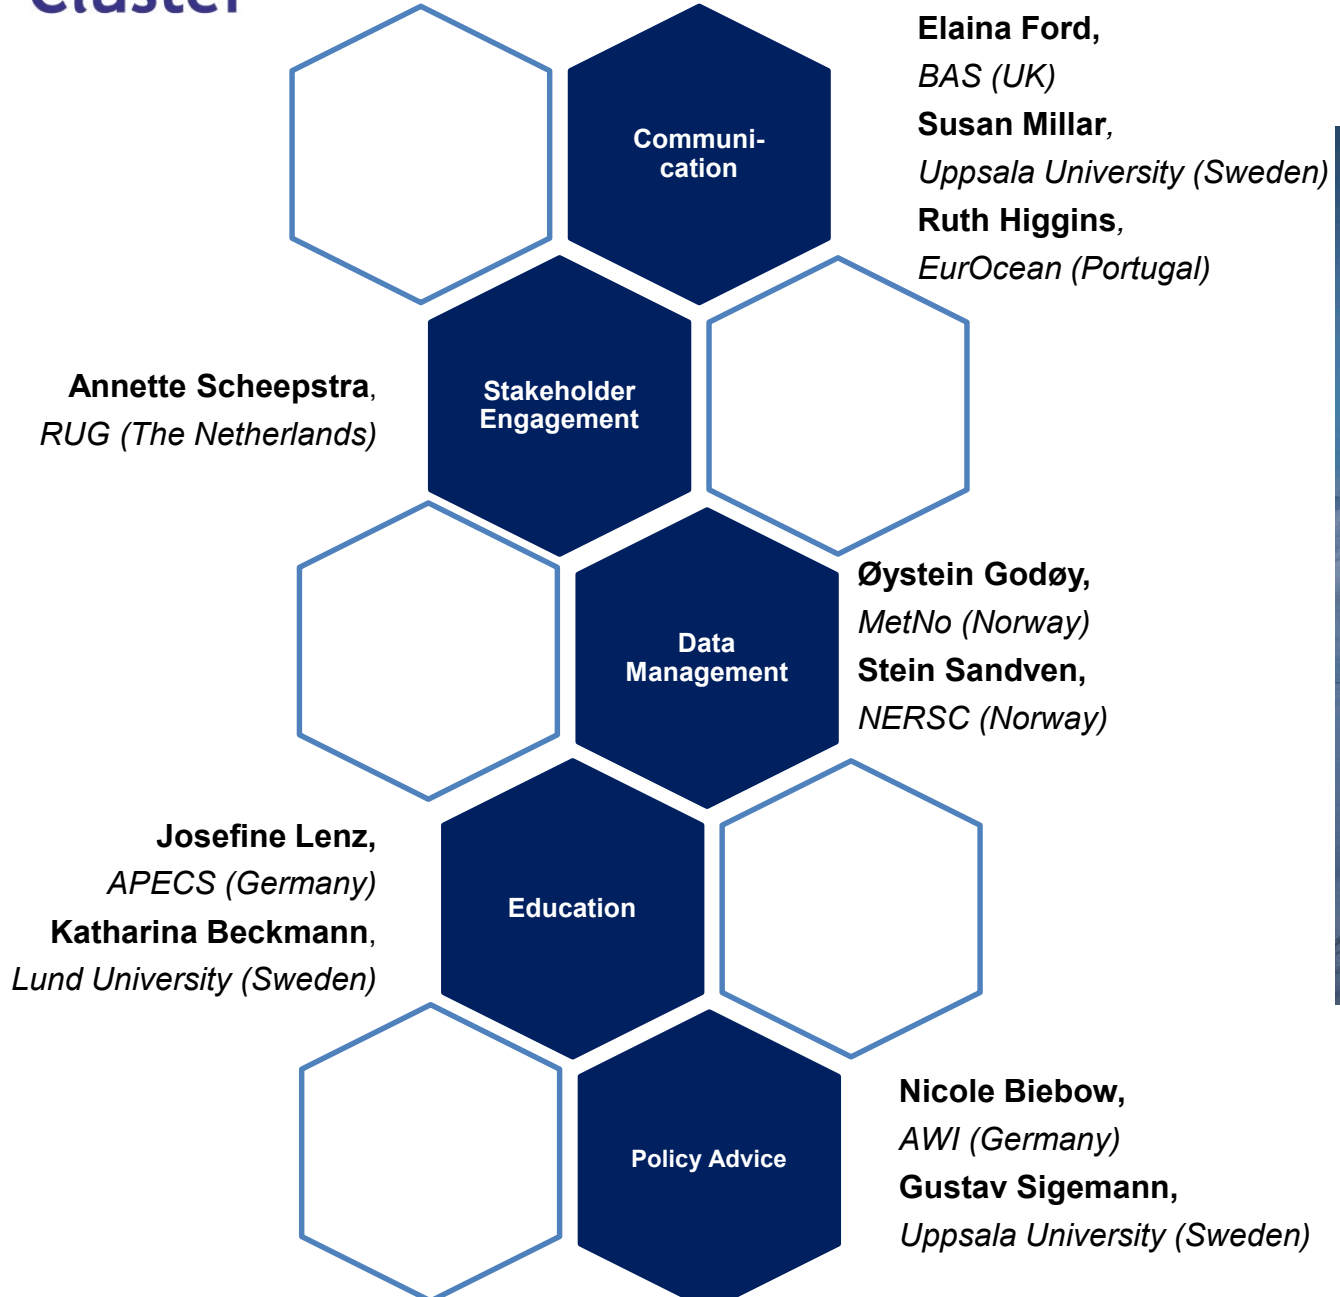 Cluster
Communi-
cation
Elaina Ford,
BAS (UK)
Susan Millar,
Uppsala University (Sweden)
Ruth Higgins,
EurOcean (Portugal)
Annette Scheepstra,
RUG (The Netherlands)
Stakeholder
Engagement
Data
Management
Øystein Godøy,
MetNo (Norway)
Stein Sandven,
NERSC (Norway)
Josefine Lenz,
APECS (Germany)
Katharina Beckmann,
Lund University (Sweden)
Education
Policy Advice
Nicole Biebow,
AWI (Germany)
Gustav Sigemann,
Uppsala University (Sweden)